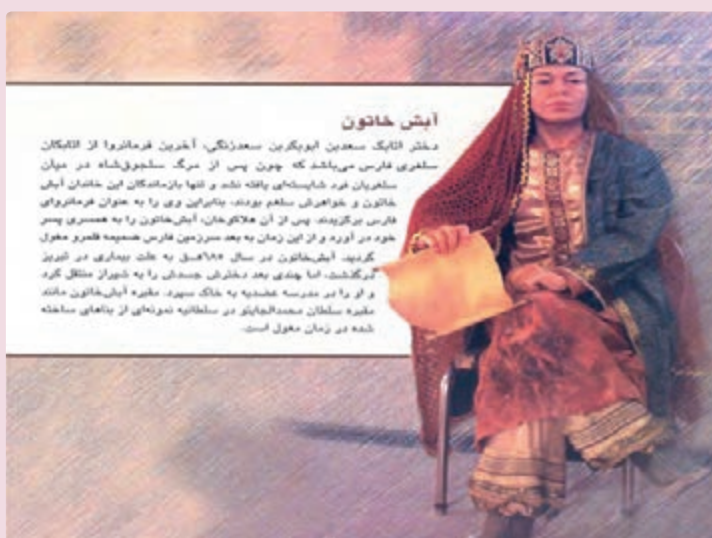 آبش خاتون
دختر اتابک سعدبن ابوبکربن سعدزنگی، آخرین فرمانروا از اتابکان
سلغری فارس می‌باشد که چون پس از مرگ سلجوق‌شاه در میان
سلغریان فرد شایسته‌ای یافته نشد و تنها بازماندگان این خاندان آبش
خاتون و خواهرش سلغم بودند، بنابراین وی را به عنوان فرمانروای
فارس برگزیدند. پس از آن هلاکوخان، آبش‌خاتون را به همسری پسر
خود در آورد و از این زمان به بعد سرزمین فارس ضمیمه قلمرو مغول
گردید. آبش‌خاتون در سال ۶۸۵هـ.ق به علت بیماری در تبریز
درگذشت، اما چندی بعد دخترش جسدش را به شیراز منتقل کرد
و او را در مدرسه عضدیه به خاک سپرد. مقبره آبش‌خاتون مانند
مقبره سلطان محمدالجایتو در سلطانیه نمونه‌ای از بناهای ساخته
شده در زمان مغول است.